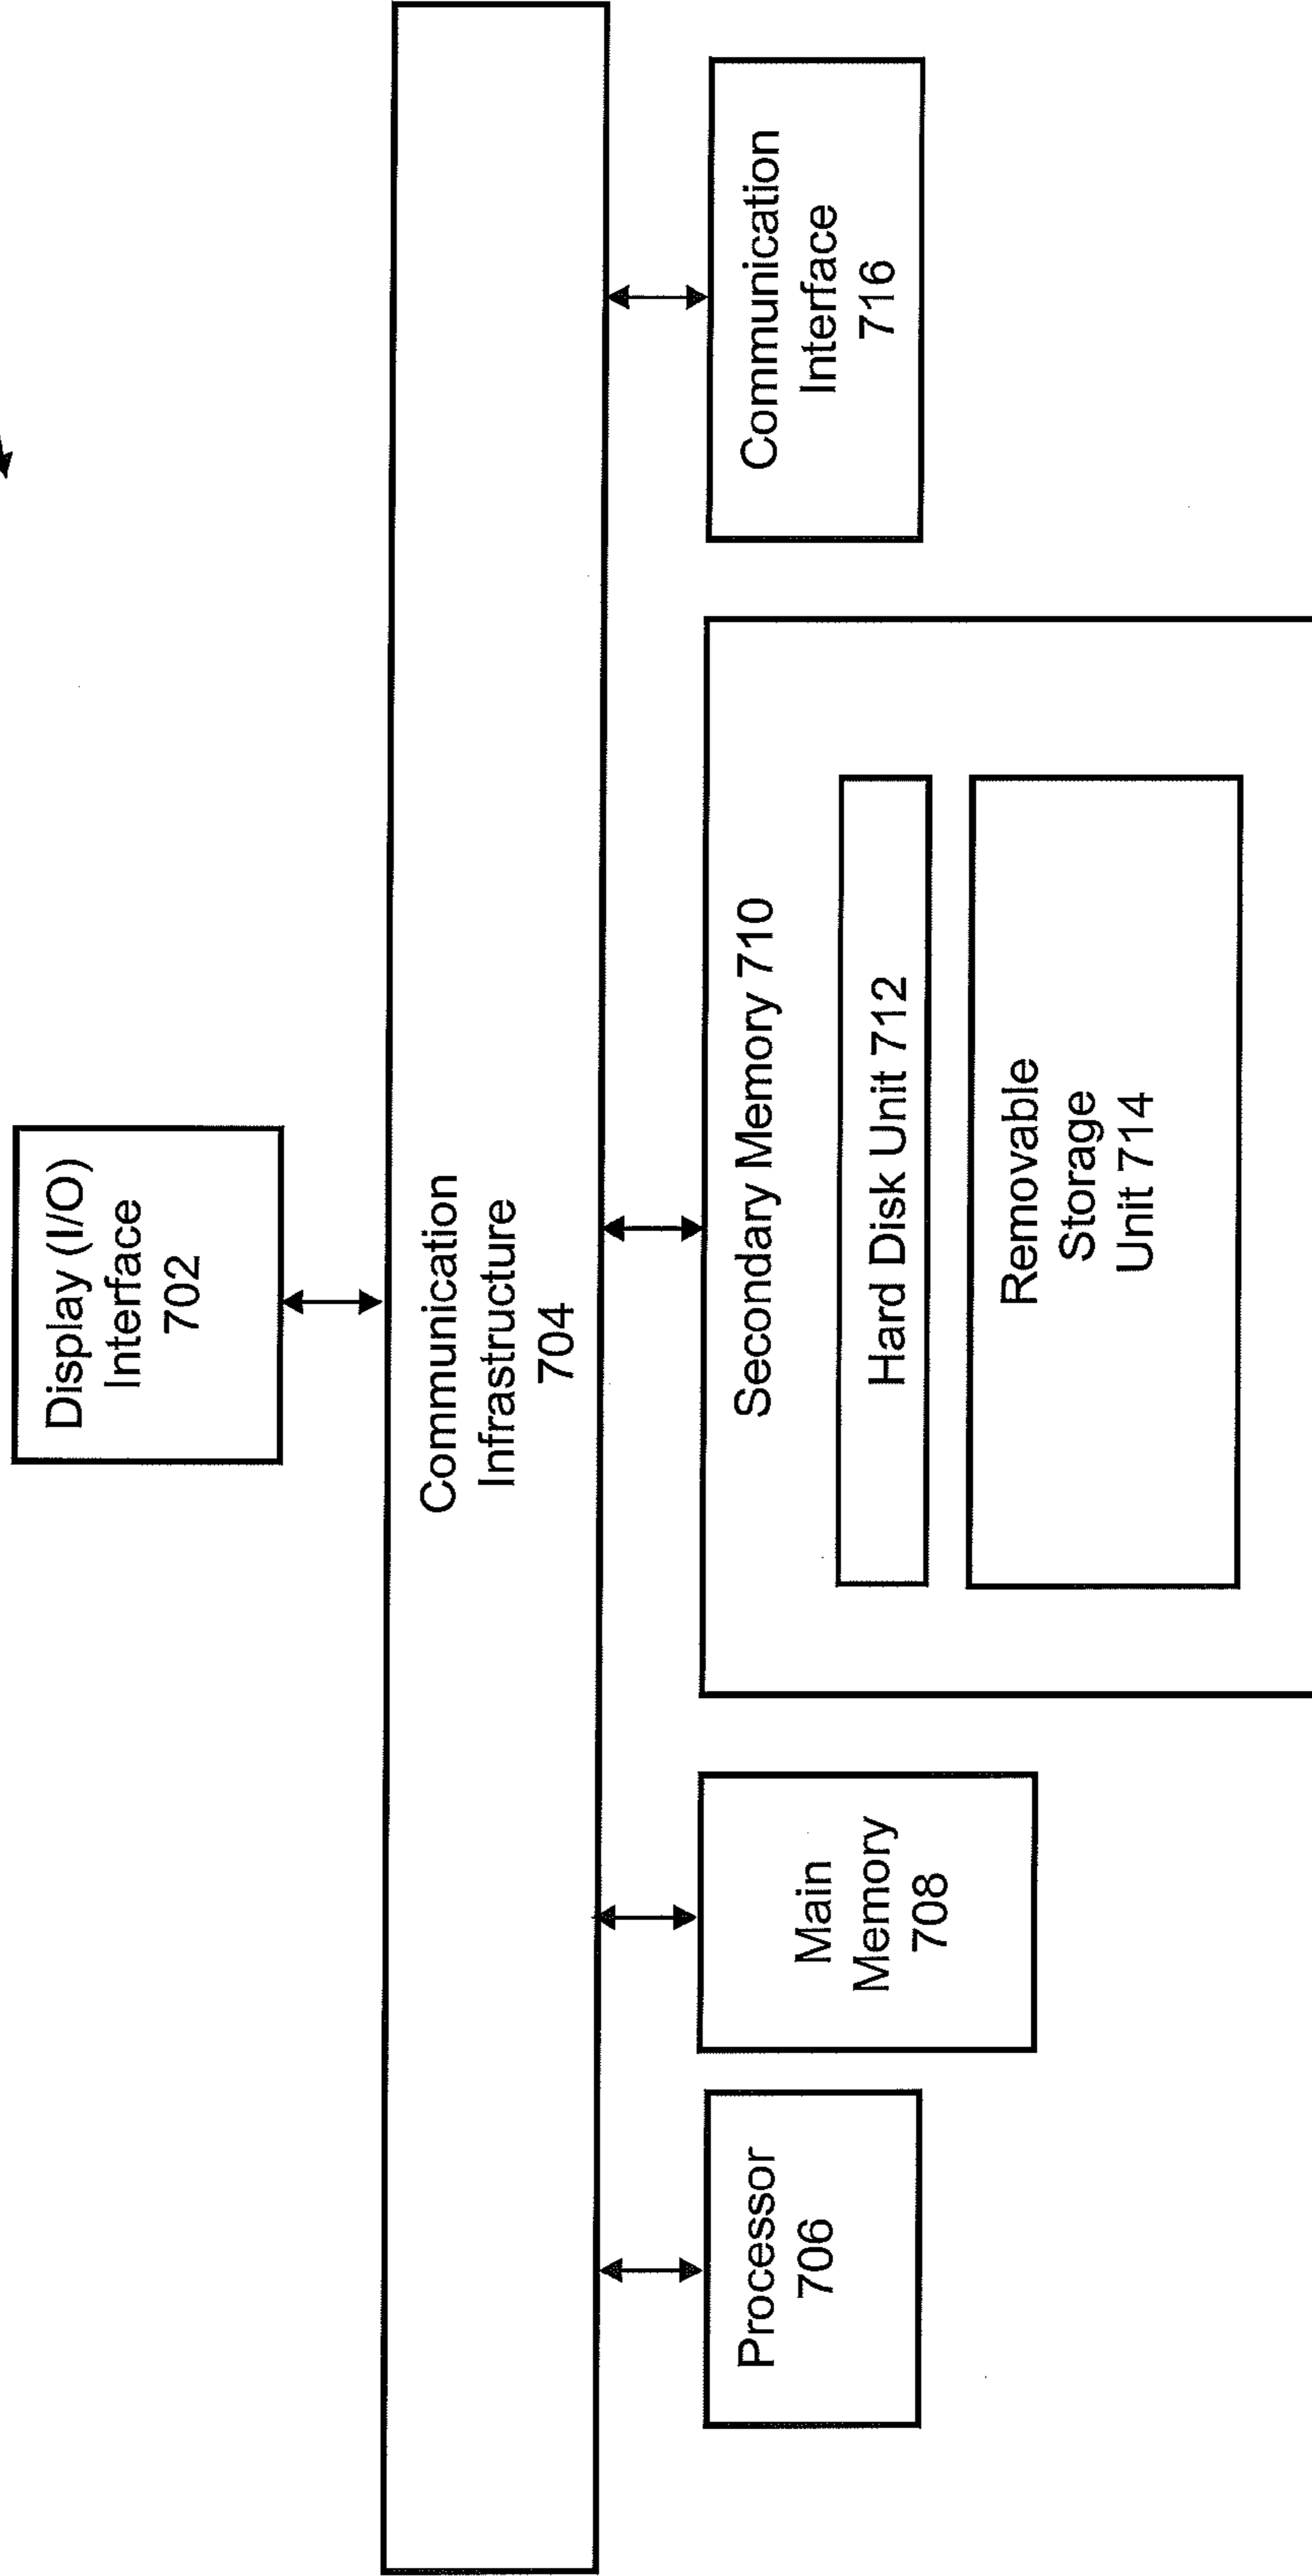 Display (I/O)
Interface
702
Communication
Infrastructure
704
Processor
706
Main
Memory
708
Secondary Memory 710
Hard Disk Unit 712
Removable
Storage
Unit 714
Communication
Interface
716